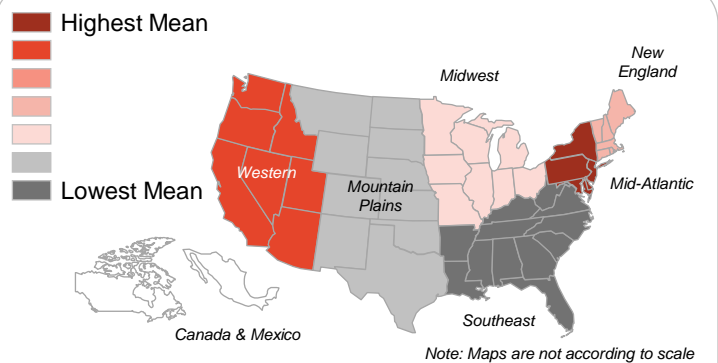 Highest Mean
New
England
Midwest
Western
Mountain
Plains
Mid-Atlantic
Lowest Mean
Southeast
Canada & Mexico
Note: Maps are not according to scale